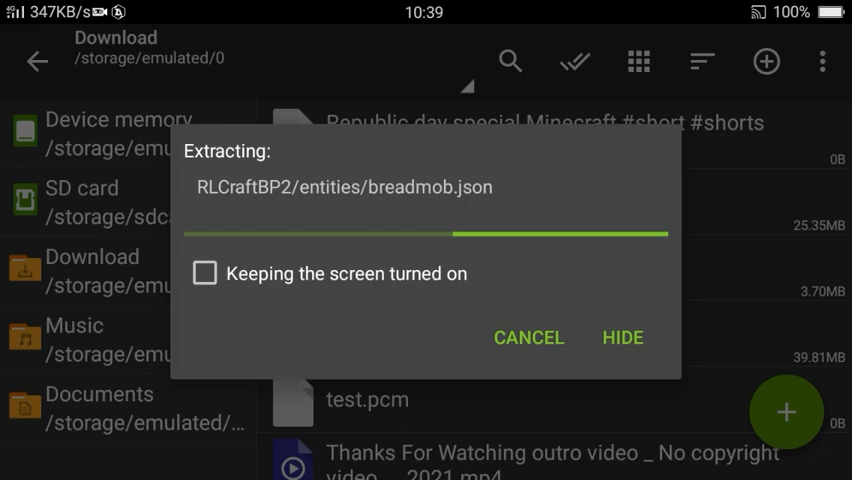 4G 347KB/s 10:39 100%
Download
/storage/emulated/0
Device memory
/storage/emu
SD card
/storage/sdca
Download
/storage/emu
Music
/storage/emu
Documents
/storage/emulated/...
Republic day special Minecraft #short #shorts
0B
25.35MB
3.70MB
39.81MB
Extracting:
RLCraftBP2/entities/breadmob.json
Keeping the screen turned on
CANCEL HIDE
test.pcm
0B
Thanks For Watching outro video _ No copyright
video 2021.mp4